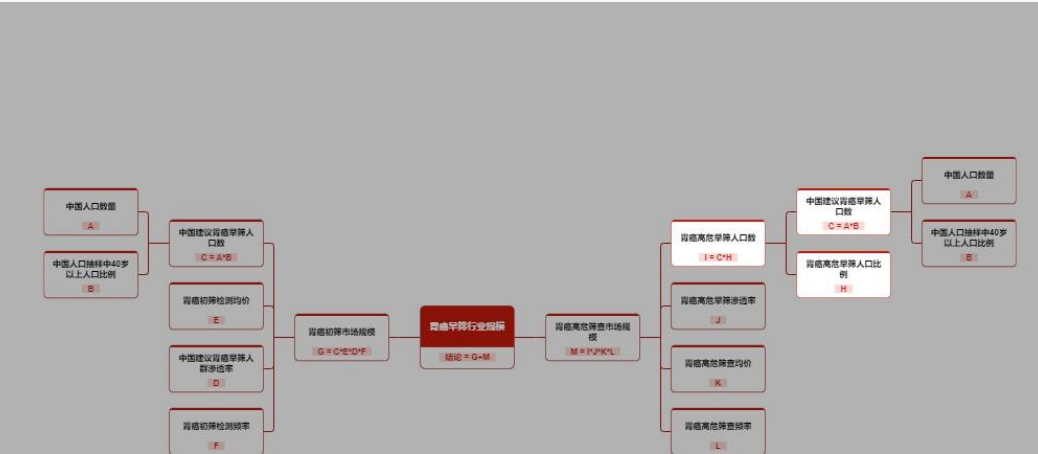 中国人口数量
A
中国人口抽样中40岁
以上人口比例
B
中国建议胃癌早筛人
口数
C = A*B
胃癌初筛检测均价
E
中国建议胃癌早筛人
群渗透率
D
胃癌初筛检测频率
F
胃癌初筛市场规模
G = C*E*D*F
胃癌早筛行业规模
结论 = G+M
胃癌高危筛查市场规
模
M = I*J*K*L
胃癌高危早筛人口数
I = C*H
胃癌高危早筛渗透率
J
胃癌高危筛查均价
K
胃癌高危筛查频率
L
中国建议胃癌早筛人
口数
C = A*B
胃癌高危早筛人口比
例
H
中国人口数量
A
中国人口抽样中40岁
以上人口比例
B